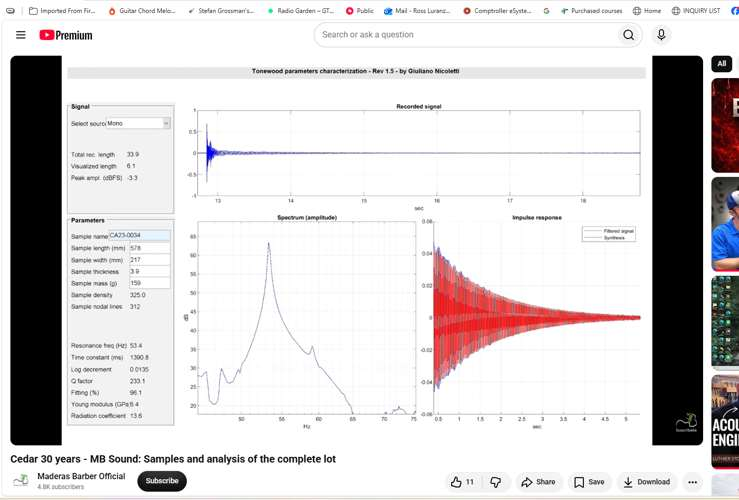 Imported From Fir...
Guitar Chord Melo...
Stefan Grossman's...
Radio Garden – GT...
Public
Mail - Ross Luranz...
Comptroller eSyste...
G
Purchased courses
Home
INQUIRY LIST
Premium
Search or ask a question
Tonewood parameters characterization - Rev 1.5 - by Giuliano Nicoletti
Signal
Select sourc Mono
Total rec. length 33.9
Visualized length 6.1
Peak ampl. (dBFS) -3.3
Recorded signal
1
0.5
0
-0.5
-1
13 14 15 16 17 18
sec
Parameters
Sample name CA23-0034
Sample length (mm) 578
Sample width (mm) 217
Sample thickness 3.9
Sample mass (g) 159
Sample density 325.0
Sample nodal lines 312
Resonance freq (Hz) 53.4
Time constant (ms) 1390.8
Log decrement 0.0135
Q factor 233.1
Fitting (%) 96.1
Young modulus (GPa 6.4
Radiation coefficient 13.6
Spectrum (amplitude)
65
60
55
50
45
40
35
30
25
20
dB
50 55 60 65 70 75
Hz
Impulse response
Filtered signal
Synthesis
0.06
0.04
0.02
0
-0.02
-0.04
-0.06
0.5 1 1.5 2 2.5 3 3.5 4 4.5 5
sec
All
ACOU
ENGINE
Cedar 30 years - MB Sound: Samples and analysis of the complete lot
Maderas Barber Official
4.8K subscribers
Subscribe
11
Share
Save
Download